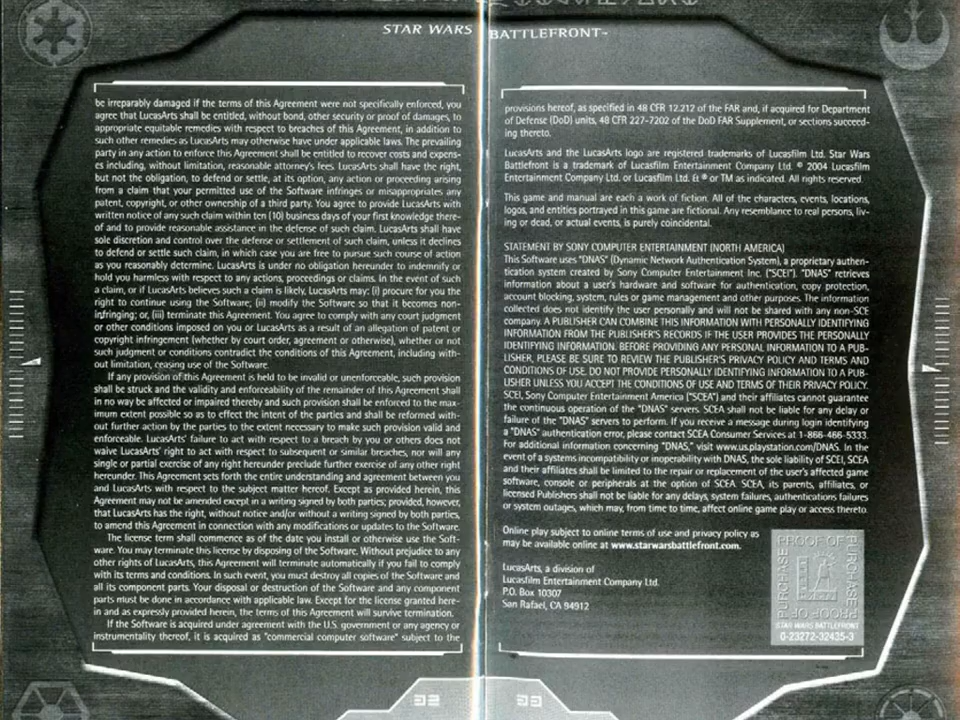 STAR WARS BATTLEFRONT™
be irreparably damaged if the terms of this Agreement were not specifically enforced, you
agree that LucasArts shall be entitled, without bond, other security or proof of damages, to
appropriate equitable remedies with respect to breaches of this Agreement, in addition to
such other remedies as LucasArts may otherwise have under applicable laws. The prevailing
party in any action to enforce this Agreement shall be entitled to recover costs and expens-
es including, without limitation, reasonable attorney's fees. LucasArts shall have the right,
but not the obligation, to defend or settle, at its option, any action or proceeding arising
from a claim that your permitted use of the Software infringes or misappropriates any
patent, copyright, or other ownership of a third party. You agree to provide LucasArts with
written notice of any such claim within ten (10) business days of your first knowledge there-
of and to provide reasonable assistance in the defense of such claim. LucasArts shall have
sole discretion and control over the defense or settlement of such claim, unless it declines
to defend or settle such claim, in which case you are free to pursue such course of action
as you reasonably determine. LucasArts is under no obligation hereunder to indemnify or
hold you harmless with respect to any actions, proceedings or claims. In the event of such
a claim, or if LucasArts believes such a claim is likely, LucasArts may: (i) procure for you the
right to continue using the Software; (ii) modify the Software so that it becomes non-
infringing; or, (iii) terminate this Agreement. You agree to comply with any court judgment
or other conditions imposed on you or LucasArts as a result of an allegation of patent or
copyright infringement (whether by court order, agreement or otherwise), whether or not
such judgment or conditions contradict the conditions of this Agreement, including with-
out limitation, ceasing use of the Software.
If any provision of this Agreement is held to be invalid or unenforceable, such provision
shall be struck and the validity and enforceability of the remainder of this Agreement shall
in no way be affected or impaired thereby and such provision shall be enforced to the max-
imum extent possible so as to effect the intent of the parties and shall be reformed with-
out further action by the parties to the extent necessary to make such provision valid and
enforceable. LucasArts' failure to act with respect to a breach by you or others does not
waive LucasArts' right to act with respect to subsequent or similar breaches, nor will any
single or partial exercise of any right hereunder preclude further exercise of any other right
hereunder. This Agreement sets forth the entire understanding and agreement between you
and LucasArts with respect to the subject matter hereof. Except as provided herein, this
Agreement may not be amended except in a writing signed by both parties; provided, however,
that LucasArts has the right, without notice and/or without a writing signed by both parties,
to amend this Agreement in connection with any modifications or updates to the Software.
The license term shall commence as of the date you install or otherwise use the Soft-
ware. You may terminate this license by disposing of the Software. Without prejudice to any
other rights of LucasArts, this Agreement will terminate automatically if you fail to comply
with its terms and conditions. In such event, you must destroy all copies of the Software and
all its component parts. Your disposal or destruction of the Software and any component
parts must be done in accordance with applicable law. Except for the license granted here-
in and as expressly provided herein, the terms of this Agreement will survive termination.
If the Software is acquired under agreement with the U.S. government or any agency or
instrumentality thereof, it is acquired as "commercial computer software" subject to the
provisions hereof, as specified in 48 CFR 12.212 of the FAR and, if acquired for Department
of Defense (DoD) units, 48 CFR 227-7202 of the DoD FAR Supplement, or sections succeed-
ing thereto.
LucasArts and the LucasArts logo are registered trademarks of Lucasfilm Ltd. Star Wars
Battlefront is a trademark of Lucasfilm Entertainment Company Ltd. © 2004 Lucasfilm
Entertainment Company Ltd. or Lucasfilm Ltd. & ® or TM as indicated. All rights reserved.
This game and manual are each a work of fiction. All of the characters, events, locations,
logos, and entities portrayed in this game are fictional. Any resemblance to real persons, liv-
ing or dead, or actual events, is purely coincidental.
STATEMENT BY SONY COMPUTER ENTERTAINMENT (NORTH AMERICA)
This Software uses "DNAS" (Dynamic Network Authentication System), a proprietary authen-
tication system created by Sony Computer Entertainment Inc. ("SCEI"). "DNAS" retrieves
information about a user's hardware and software for authentication, copy protection,
account blocking, system, rules or game management and other purposes. The information
collected does not identify the user personally and will not be shared with any non-SCE
company. A PUBLISHER CAN COMBINE THIS INFORMATION WITH PERSONALLY IDENTIFYING
INFORMATION FROM THE PUBLISHER'S RECORDS IF THE USER PROVIDES THE PERSONALLY
IDENTIFYING INFORMATION. BEFORE PROVIDING ANY PERSONAL INFORMATION TO A PUB-
LISHER, PLEASE BE SURE TO REVIEW THE PUBLISHER'S PRIVACY POLICY AND TERMS AND
CONDITIONS OF USE. DO NOT PROVIDE PERSONALLY IDENTIFYING INFORMATION TO A PUB-
LISHER UNLESS YOU ACCEPT THE CONDITIONS OF USE AND TERMS OF THEIR PRIVACY POLICY.
SCEI, Sony Computer Entertainment America ("SCEA") and their affiliates cannot guarantee
the continuous operation of the "DNAS" servers. SCEA shall not be liable for any delay or
failure of the "DNAS" servers to perform. If you receive a message during login identifying
a "DNAS" authentication error, please contact SCEA Consumer Services at 1-866-466-5333.
For additional information concerning "DNAS," visit www.us.playstation.com/DNAS. In the
event of a systems incompatibility or inoperability with DNAS, the sole liability of SCEI, SCEA
and their affiliates shall be limited to the repair or replacement of the user's affected game
software, console or peripherals at the option of SCEA. SCEA, its parents, affiliates, or
licensed Publishers shall not be liable for any delays, system failures, authentications failures
or system outages, which may, from time to time, affect online game play or access thereto.
Online play subject to online terms of use and privacy policy as
may be available online at www.starwarsbattlefront.com.
LucasArts, a division of
Lucasfilm Entertainment Company Ltd.
P.O. Box 10307
San Rafael, CA 94912
PROOF OF PURCHASE
PROOF OF PURCHASE
STAR WARS BATTLEFRONT
0-23272-32435-3
32
33